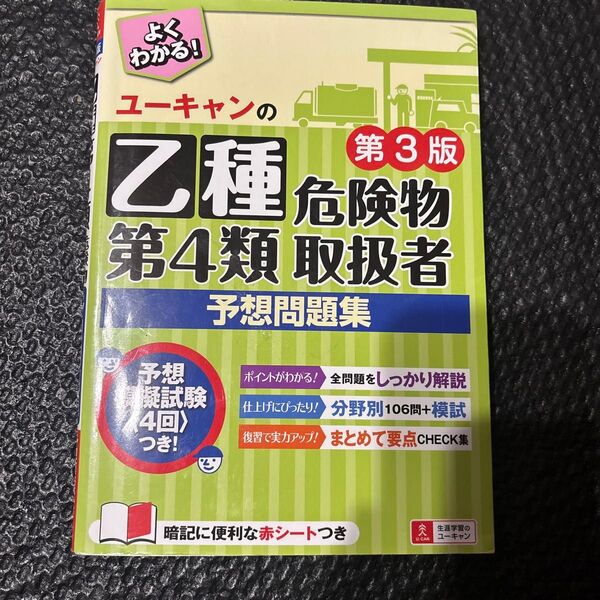 よく
わかる!
ユーキャンの
第3版
乙種
危険物
第4類
取扱者
予想問題集
予想
模擬試験
〈4回〉
つき!
ポイントがわかる! 全問題をしっかり解説
仕上げにぴったり! 分野別106問+模試
復習で実力アップ! まとめて要点CHECK集
暗記に便利な赤シートつき
U-CAN
生涯学習の
ユーキャン